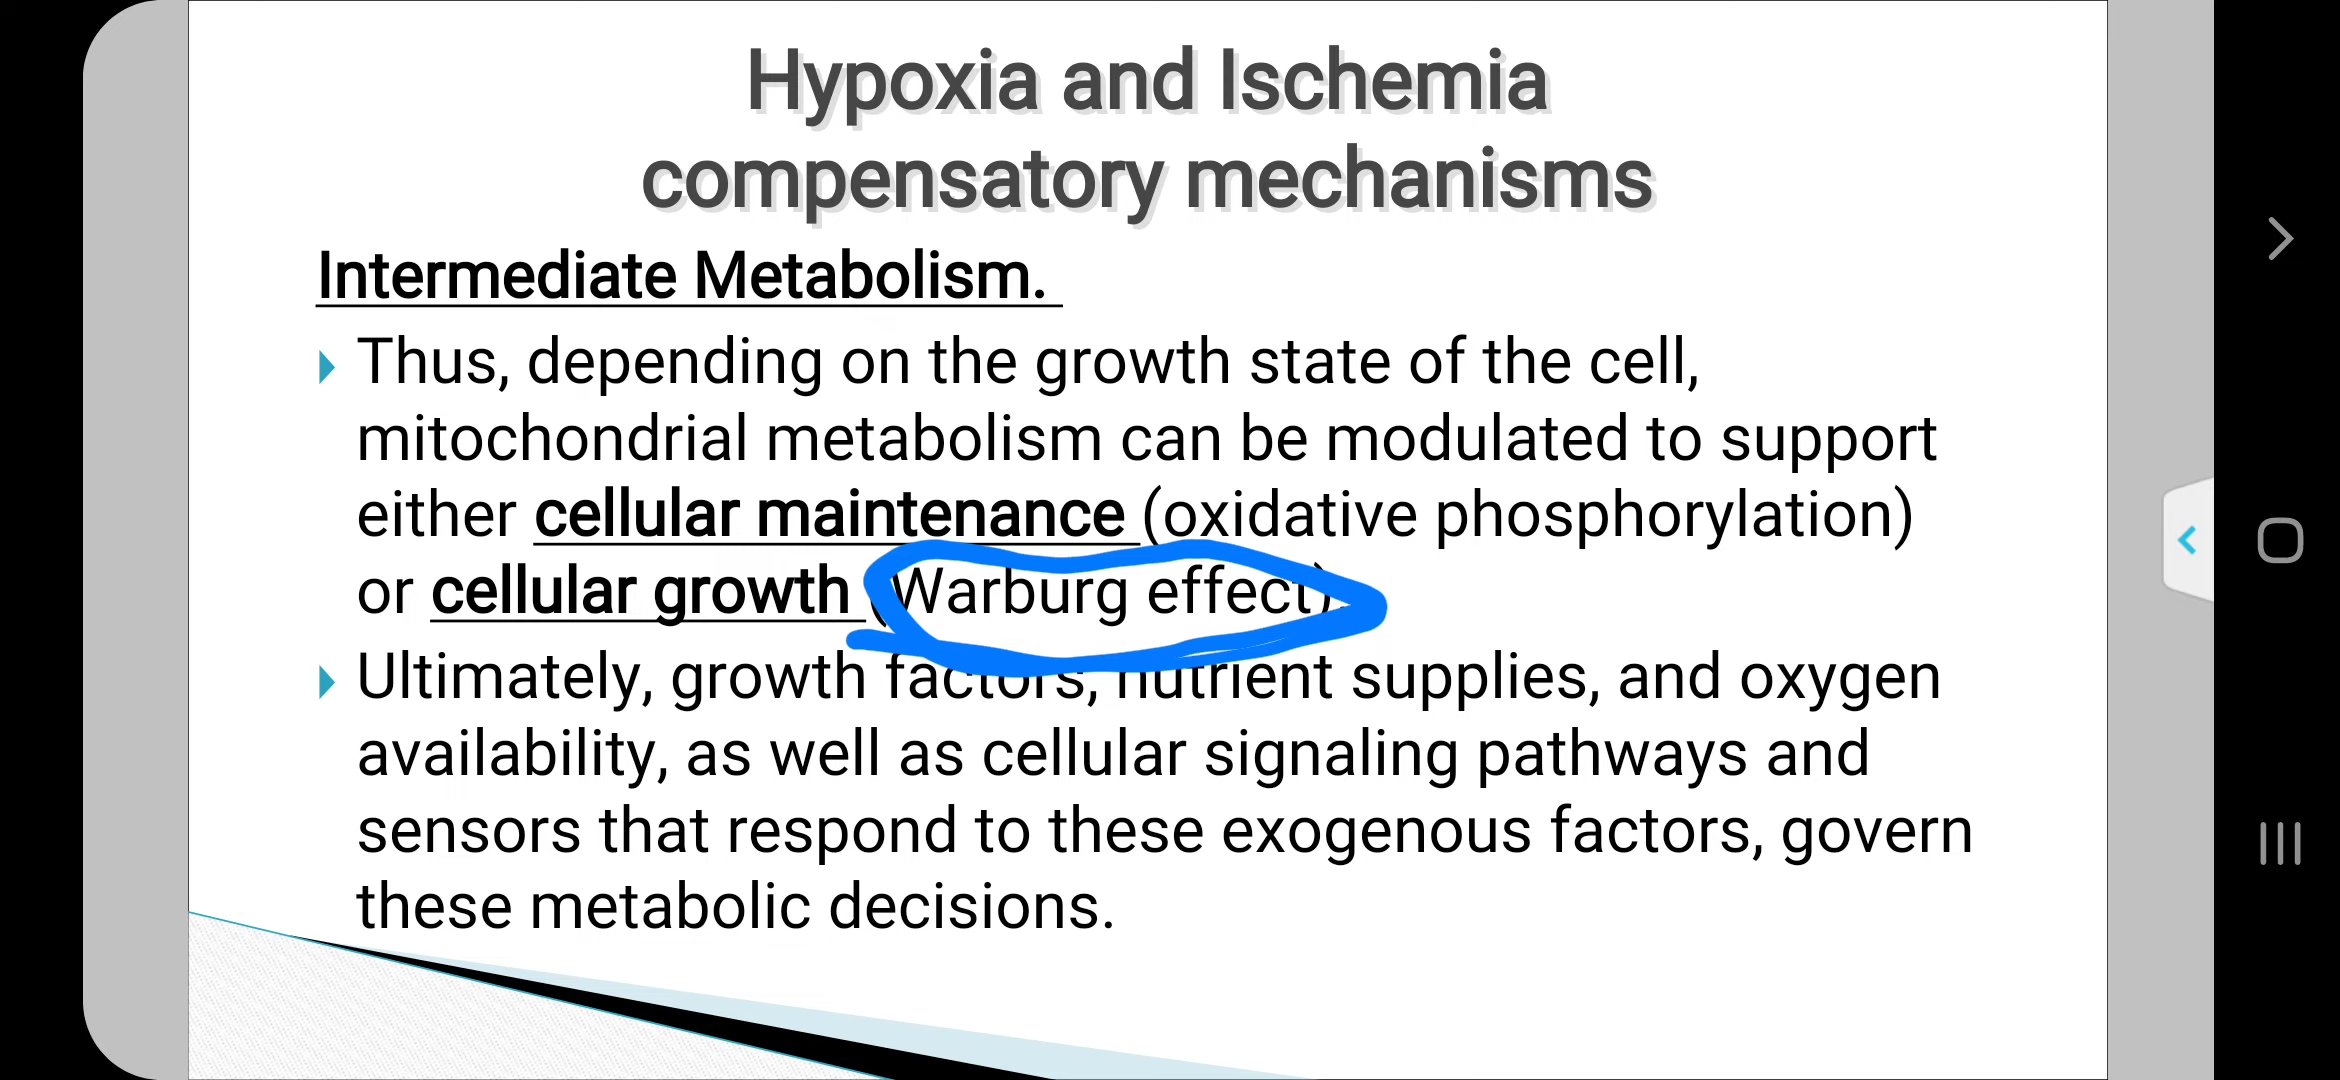 Hypoxia and Ischemia
compensatory mechanisms
Intermediate Metabolism.
Thus, depending on the growth state of the cell,
mitochondrial metabolism can be modulated to support
either cellular maintenance (oxidative phosphorylation)
or cellular growth (Warburg effect).
Ultimately, growth factors, nutrient supplies, and oxygen
availability, as well as cellular signaling pathways and
sensors that respond to these exogenous factors, govern
these metabolic decisions.